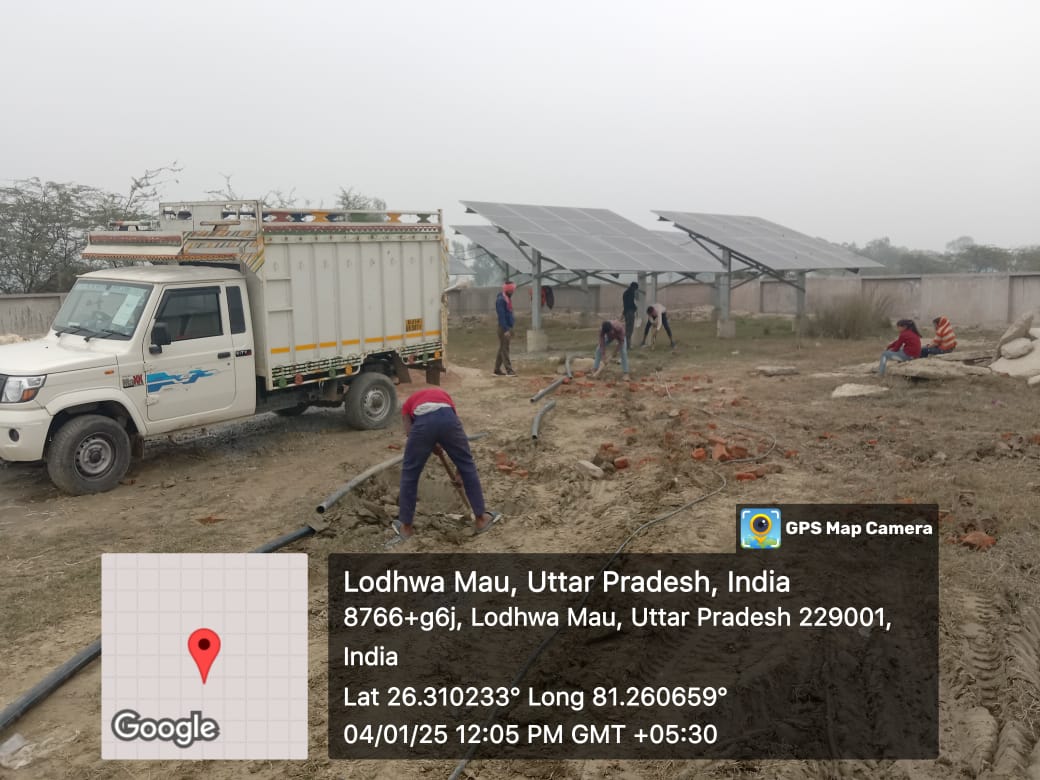 GPS Map Camera
Lodhwa Mau, Uttar Pradesh, India
8766+g6j, Lodhwa Mau, Uttar Pradesh 229001,
India
Lat 26.310233° Long 81.260659°
04/01/25 12:05 PM GMT +05:30
Google